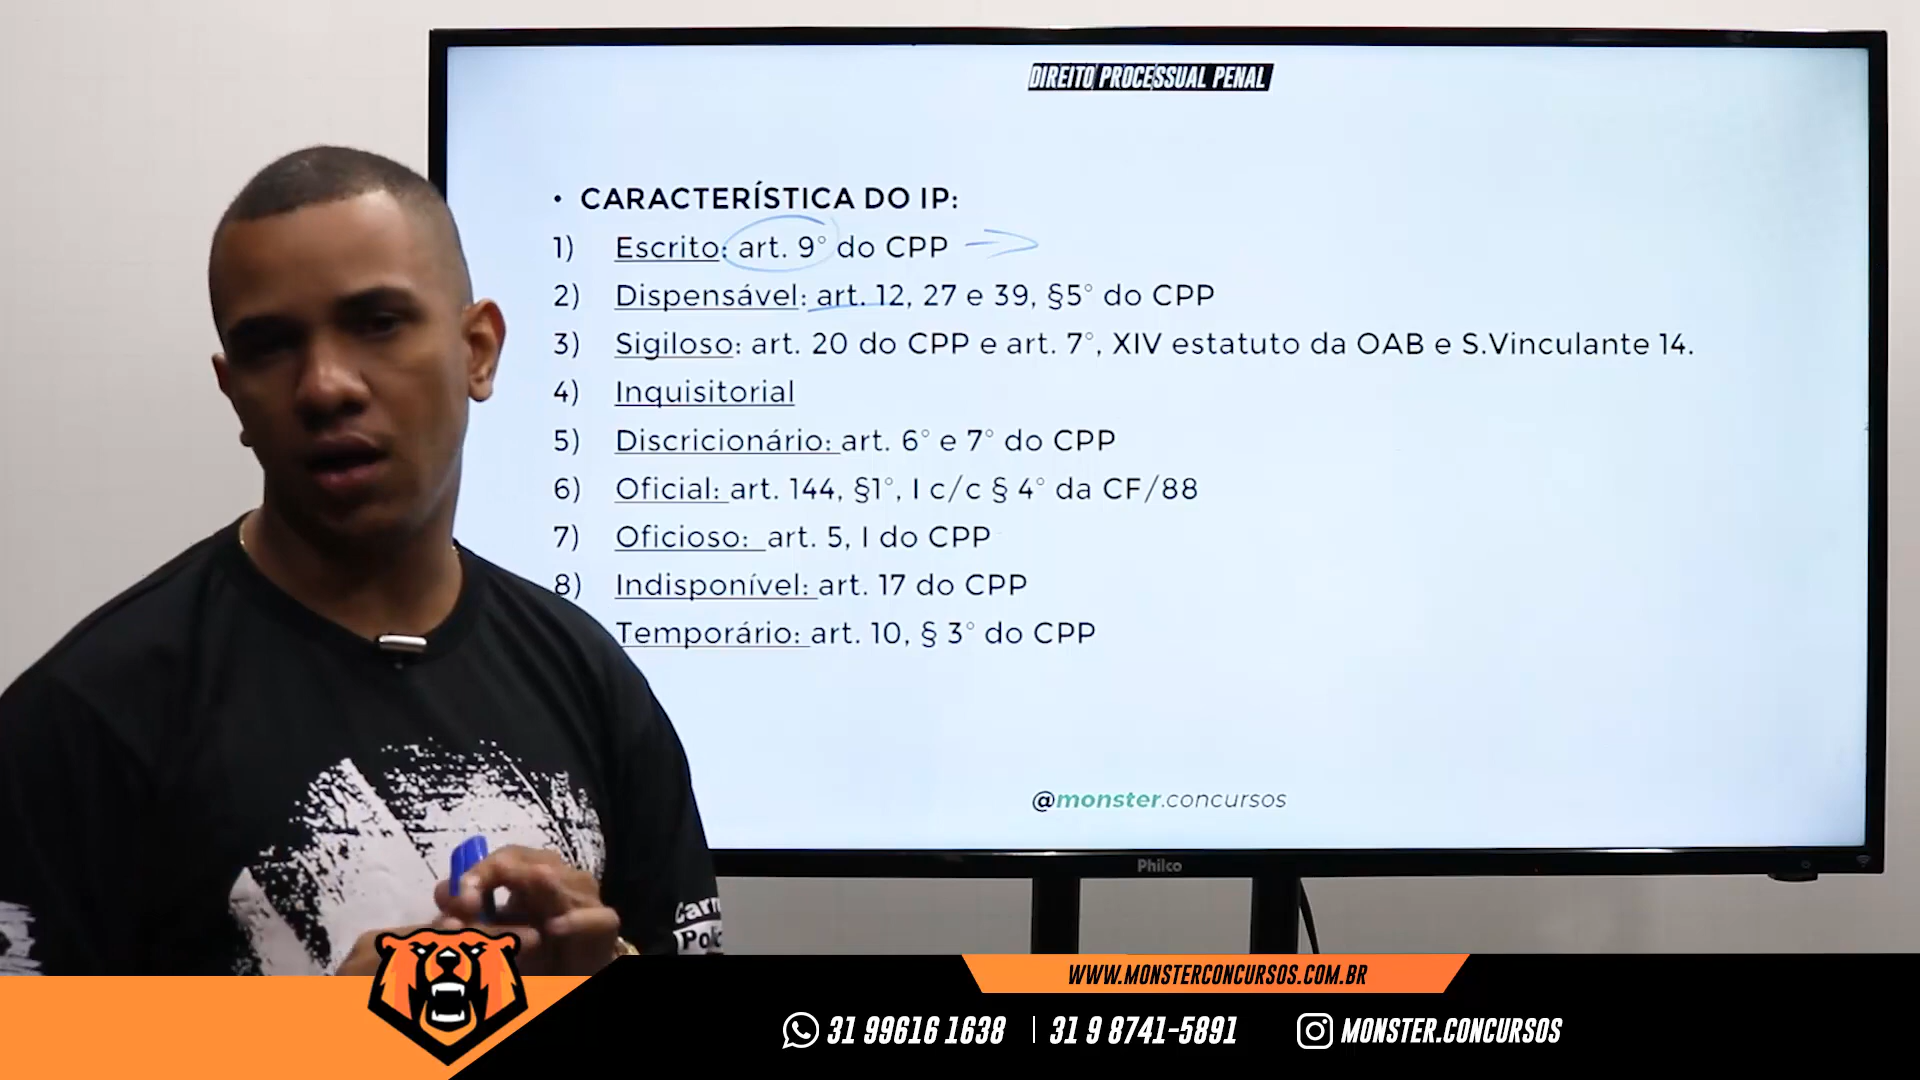 DIREITO PROCESSUAL PENAL
• CARACTERÍSTICA DO IP:
1) Escrito: art. 9° do CPP
2) Dispensável: art. 12, 27 e 39, §5° do CPP
3) Sigiloso: art. 20 do CPP e art. 7°, XIV estatuto da OAB e S.Vinculante 14.
4) Inquisitorial
5) Discricionário: art. 6° e 7° do CPP
6) Oficial: art. 144, §1°, I c/c § 4° da CF/88
7) Oficioso: art. 5, I do CPP
8) Indisponível: art. 17 do CPP
Temporário: art. 10, § 3° do CPP
@monster.concursos
Philco
WWW.MONSTERCONCURSOS.COM.BR
31 99616 1638 | 31 9 8741-5891 MONSTER.CONCURSOS